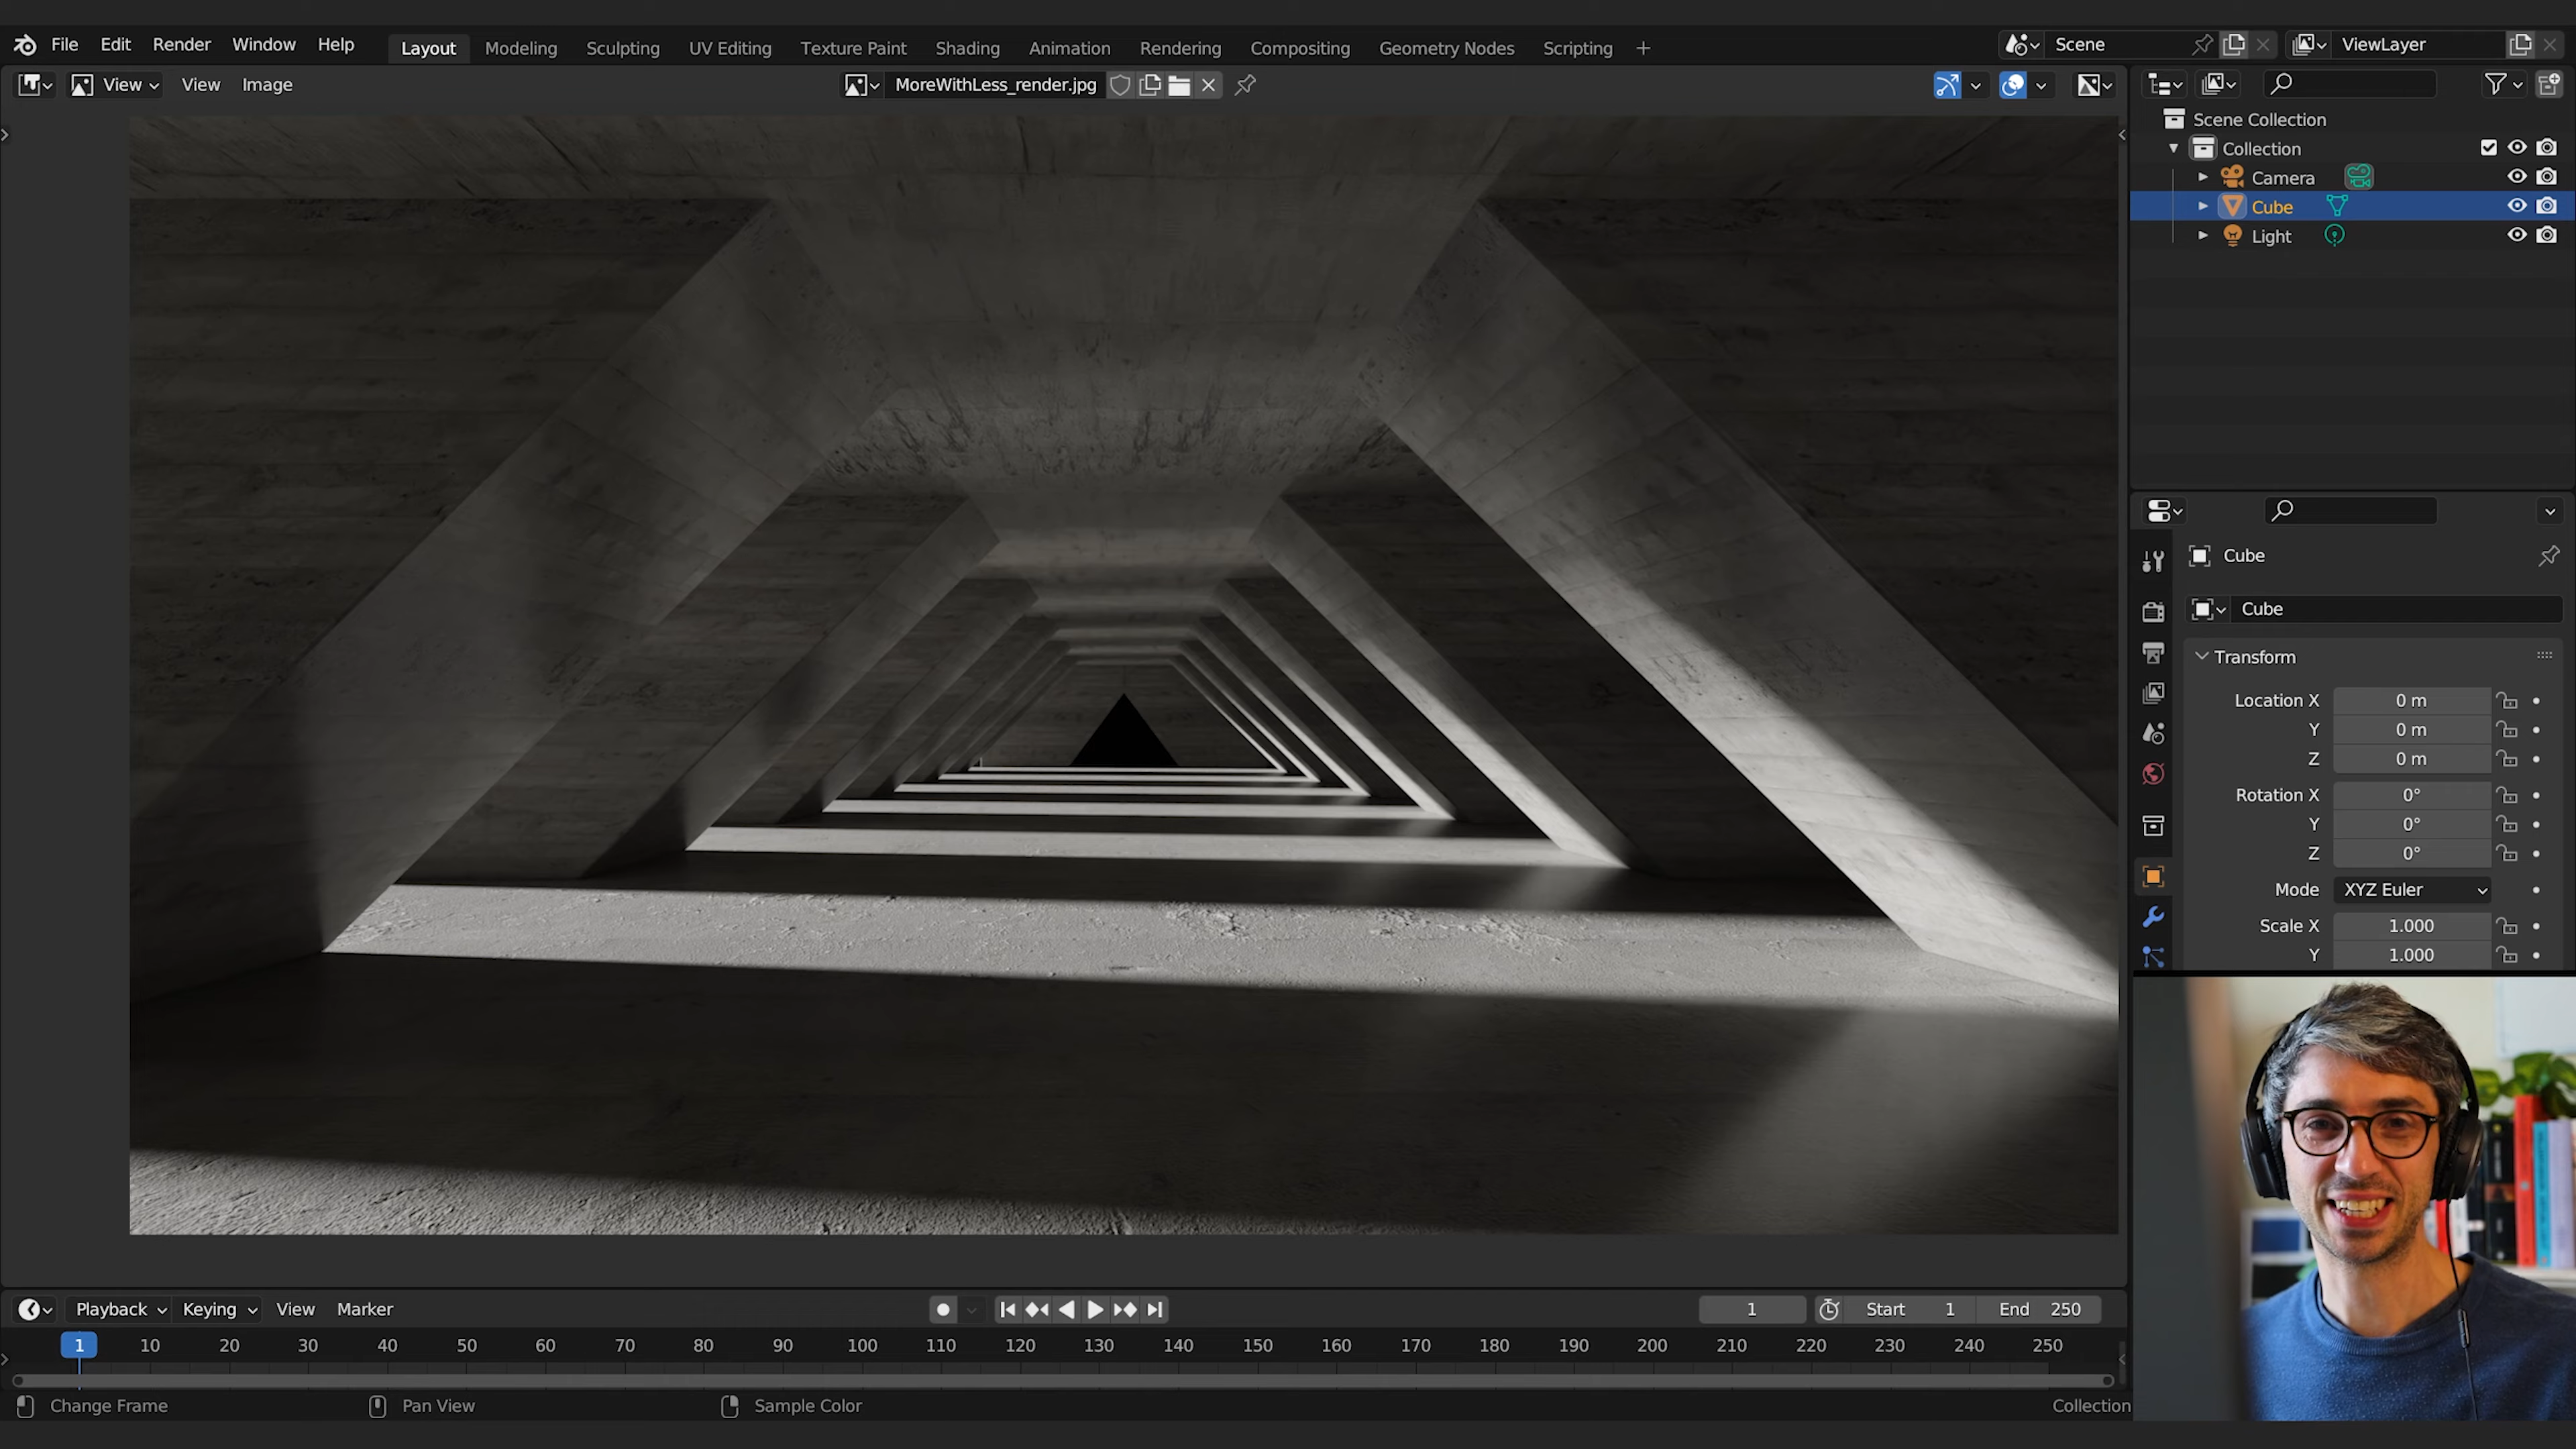 File Edit Render Window Help Layout Modeling Sculpting UV Editing Texture Paint Shading Animation Rendering Compositing Geometry Nodes Scripting + Scene ViewLayer
View View Image MoreWithLess_render.jpg
Scene Collection
Collection
Camera
Cube
Light
Cube
Cube
Transform
Location X 0 m
Y 0 m
Z 0 m
Rotation X 0°
Y 0°
Z 0°
Mode XYZ Euler
Scale X 1.000
Y 1.000
Playback Keying View Marker 1 Start 1 End 250
1 10 20 30 40 50 60 70 80 90 100 110 120 130 140 150 160 170 180 190 200 210 220 230 240 250
Change Frame Pan View Sample Color Collection